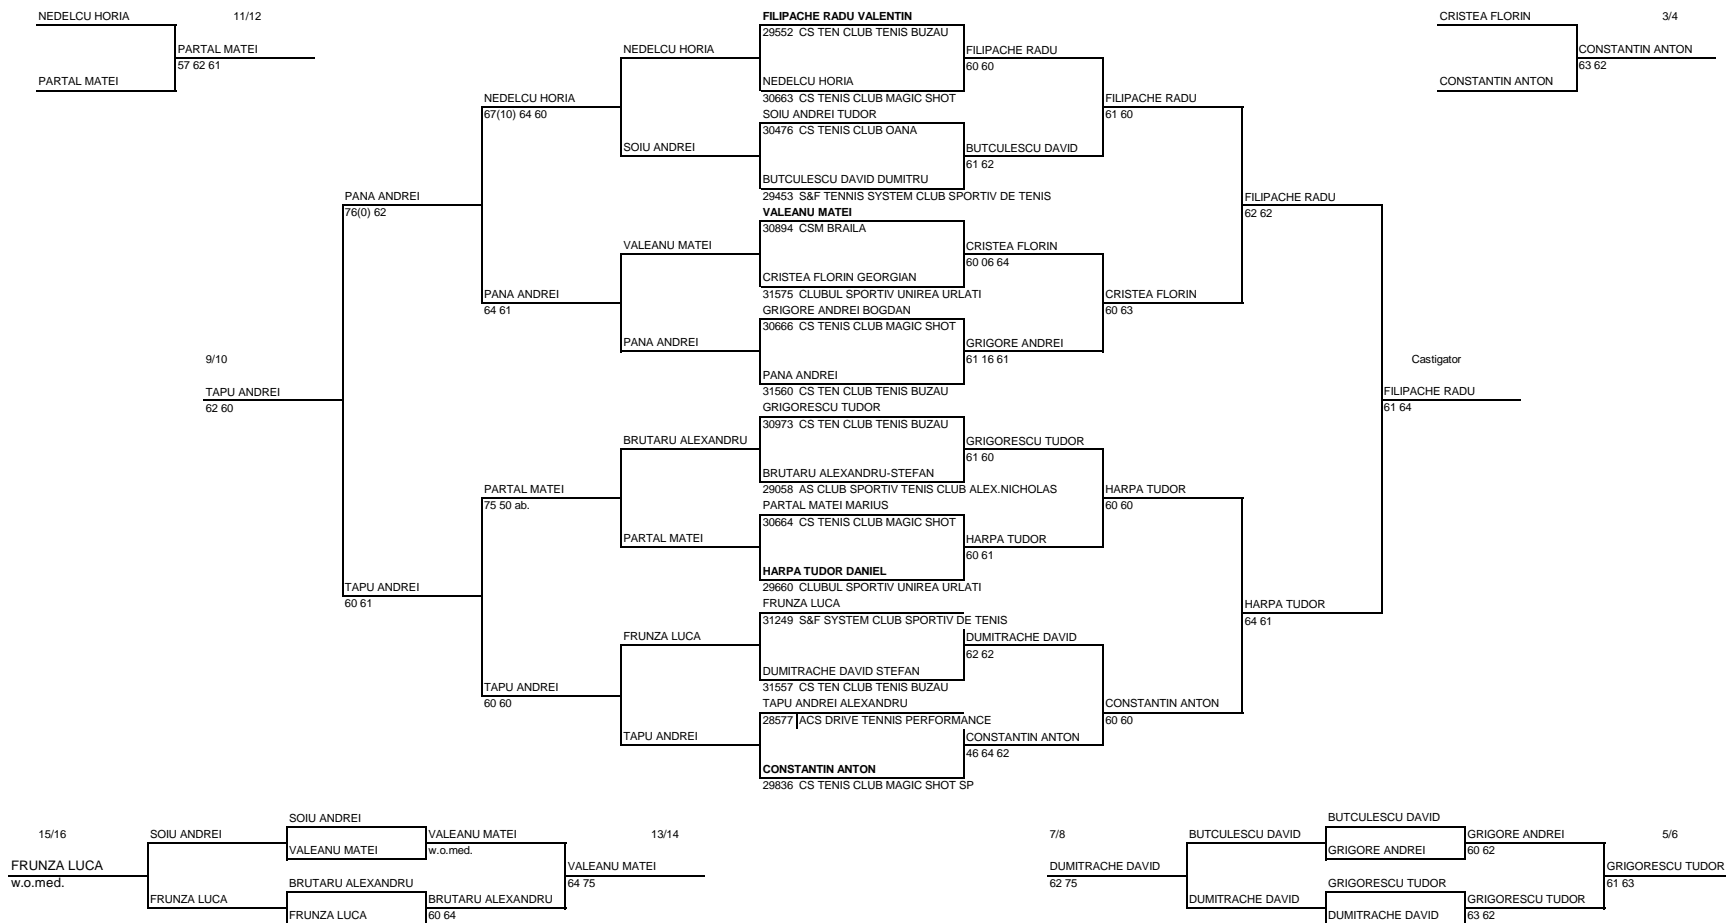 NEDELCU HORIA
11/12
PARTAL MATEI
57 62 61
PARTAL MATEI
9/10
TAPU ANDREI
62 60
PANA ANDREI
76(0) 62
TAPU ANDREI
60 61
NEDELCU HORIA
67(10) 64 60
PANA ANDREI
64 61
PARTAL MATEI
75 50 ab.
TAPU ANDREI
60 60
NEDELCU HORIA
SOIU ANDREI
VALEANU MATEI
PANA ANDREI
BRUTARU ALEXANDRU
PARTAL MATEI
FRUNZA LUCA
TAPU ANDREI
FILIPACHE RADU VALENTIN
29552 CS TEN CLUB TENIS BUZAU
NEDELCU HORIA
30663 CS TENIS CLUB MAGIC SHOT
SOIU ANDREI TUDOR
30476 CS TENIS CLUB OANA
BUTCULESCU DAVID DUMITRU
29453 S&F TENNIS SYSTEM CLUB SPORTIV DE TENIS
VALEANU MATEI
30894 CSM BRAILA
CRISTEA FLORIN GEORGIAN
31575 CLUBUL SPORTIV UNIREA URLATI
GRIGORE ANDREI BOGDAN
30666 CS TENIS CLUB MAGIC SHOT
PANA ANDREI
31560 CS TEN CLUB TENIS BUZAU
GRIGORESCU TUDOR
30973 CS TEN CLUB TENIS BUZAU
BRUTARU ALEXANDRU-STEFAN
29058 AS CLUB SPORTIV TENIS CLUB ALEX.NICHOLAS
PARTAL MATEI MARIUS
30664 CS TENIS CLUB MAGIC SHOT
HARPA TUDOR DANIEL
29660 CLUBUL SPORTIV UNIREA URLATI
FRUNZA LUCA
31249 S&F SYSTEM CLUB SPORTIV DE TENIS
DUMITRACHE DAVID STEFAN
31557 CS TEN CLUB TENIS BUZAU
TAPU ANDREI ALEXANDRU
28577 ACS DRIVE TENNIS PERFORMANCE
CONSTANTIN ANTON
29836 CS TENIS CLUB MAGIC SHOT SP
FILIPACHE RADU
60 60
BUTCULESCU DAVID
61 62
CRISTEA FLORIN
60 06 64
GRIGORE ANDREI
61 16 61
GRIGORESCU TUDOR
61 60
HARPA TUDOR
60 61
DUMITRACHE DAVID
62 62
CONSTANTIN ANTON
46 64 62
FILIPACHE RADU
61 60
CRISTEA FLORIN
60 63
HARPA TUDOR
60 60
CONSTANTIN ANTON
60 60
FILIPACHE RADU
62 62
HARPA TUDOR
64 61
Castigator
FILIPACHE RADU
61 64
CRISTEA FLORIN
3/4
CONSTANTIN ANTON
63 62
CONSTANTIN ANTON
15/16
FRUNZA LUCA
w.o.med.
SOIU ANDREI
FRUNZA LUCA
SOIU ANDREI
VALEANU MATEI
BRUTARU ALEXANDRU
FRUNZA LUCA
VALEANU MATEI
w.o.med.
BRUTARU ALEXANDRU
60 64
13/14
VALEANU MATEI
64 75
7/8
DUMITRACHE DAVID
62 75
BUTCULESCU DAVID
DUMITRACHE DAVID
BUTCULESCU DAVID
GRIGORE ANDREI
GRIGORESCU TUDOR
DUMITRACHE DAVID
GRIGORE ANDREI
60 62
GRIGORESCU TUDOR
63 62
5/6
GRIGORESCU TUDOR
61 63